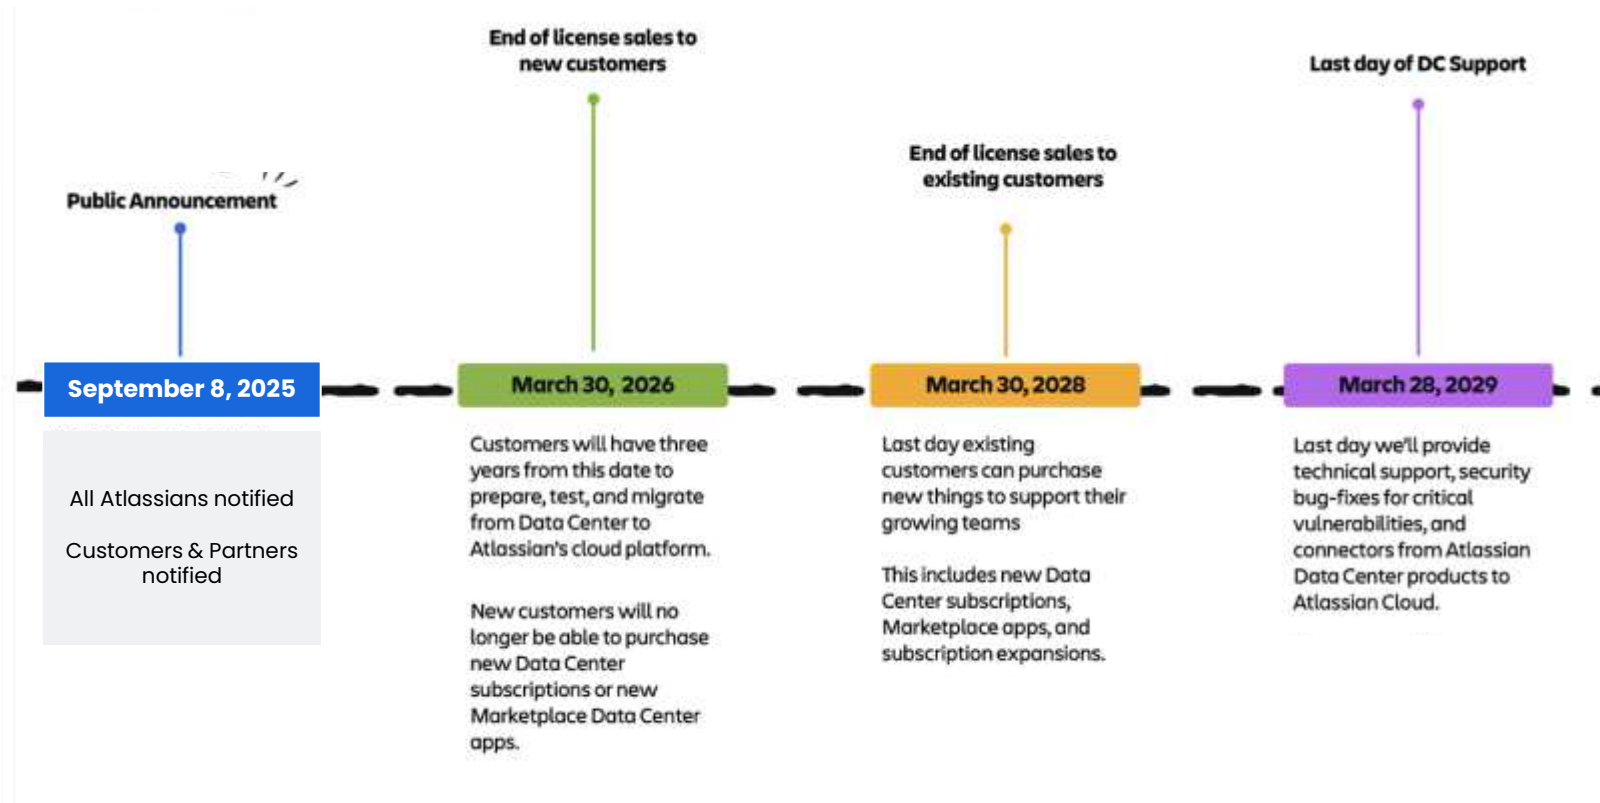 Public Announcement
September 8, 2025
All Atlassians notified
Customers & Partners
notified
End of license sales to
new customers
March 30, 2026
Customers will have three
years from this date to
prepare, test, and migrate
from Data Center to
Atlassian's cloud platform.
New customers will no
longer be able to purchase
new Data Center
subscriptions or new
Marketplace Data Center
apps.
End of license sales to
existing customers
March 30, 2028
Last day existing
customers can purchase
new things to support their
growing teams
This includes new Data
Center subscriptions,
Marketplace apps, and
subscription expansions.
Last day of DC Support
March 28, 2029
Last day we'll provide
technical support, security
bug-fixes for critical
vulnerabilities, and
connectors from Atlassian
Data Center products to
Atlassian Cloud.